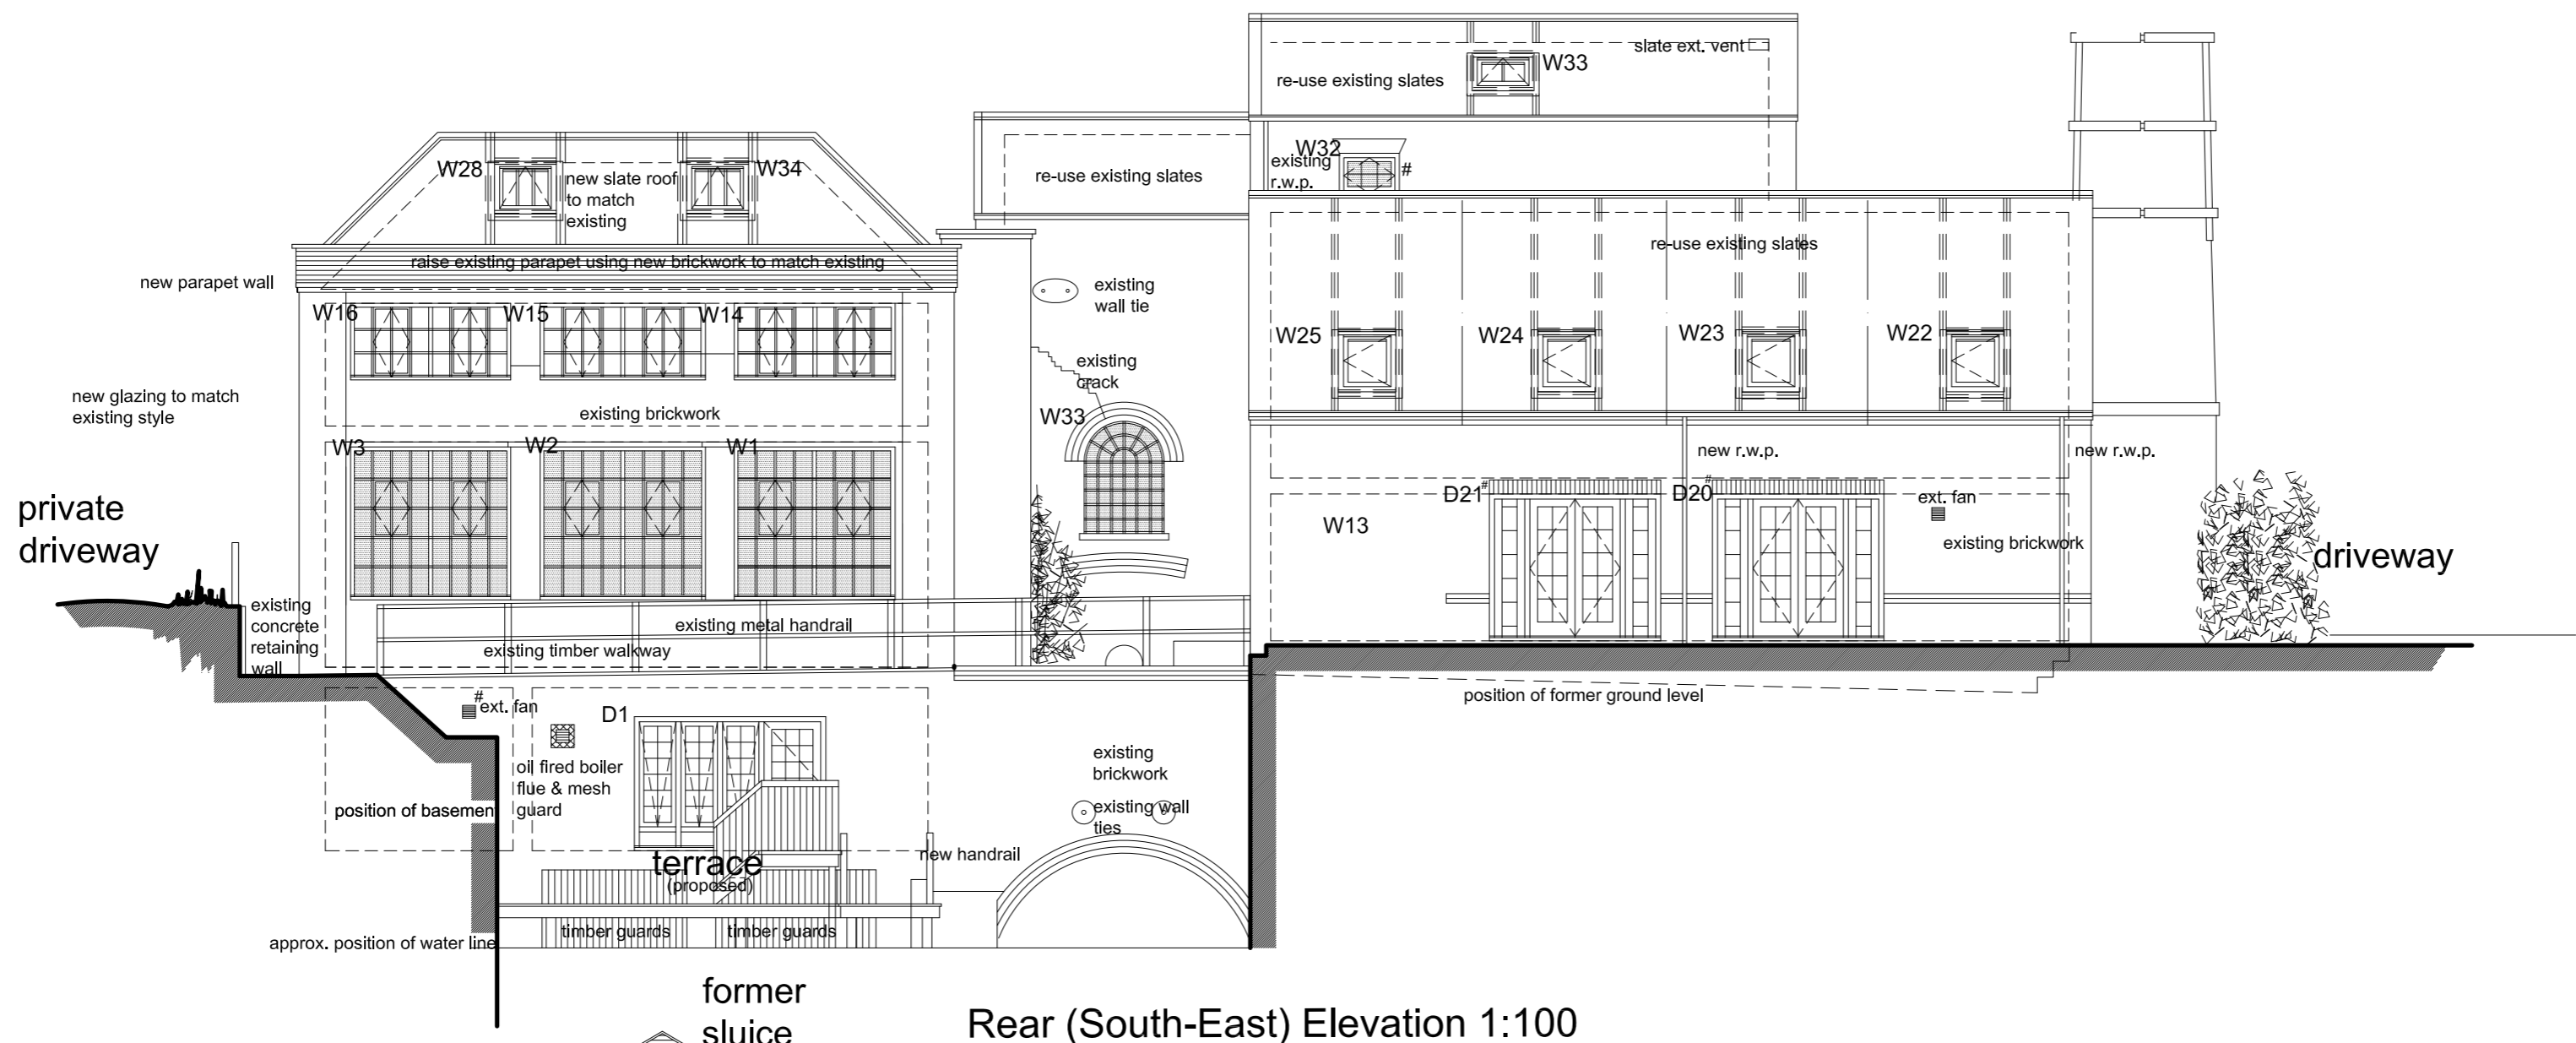 slate ext. vent
W33
re-use existing slates
W32
existing
r.w.p.
#
W28
W34
new slate roof
to match
existing
re-use existing slates
re-use existing slates
raise existing parapet using new brickwork to match existing
new parapet wall
existing
wall tie
W16
W15
W14
W25
W24
W23
W22
existing
crack
new glazing to match
existing style
existing brickwork
W33
W3
W2
W1
new r.w.p.
new r.w.p.
D21
#
D20
#
ext. fan
W13
existing brickwork
private
driveway
driveway
existing
concrete
retaining
wall
existing metal handrail
existing timber walkway
position of former ground level
#
ext. fan
D1
existing
brickwork
oil fired boiler
flue & mesh
guard
position of basement
existing wall
ties
terrace
(proposed)
new handrail
timber guards
timber guards
approx. position of water line
former
sluice
Rear (South-East) Elevation 1:100